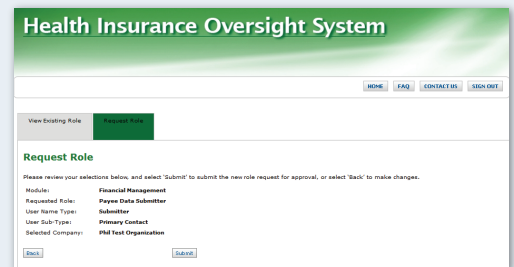 Health Insurance Oversight System
HOME FAQ CONTACT US SIGN OUT
View Existing Role Request Role
Request Role
Please review your selections below, and select 'Submit' to submit the new role request for approval, or select 'Back' to make changes.
Module: Financial Management
Requested Role: Payee Data Submitter
User Name Type: Submitter
User Sub-Type: Primary Contact
Selected Company: Phil Test Organization
Back Submit